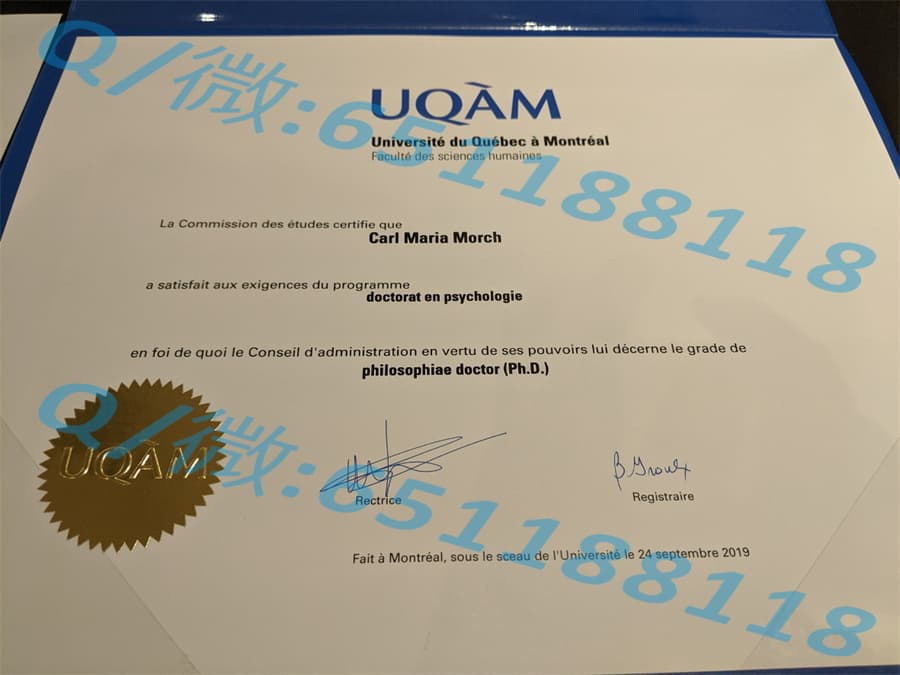 UQÀM
Université du Québec à Montréal
Faculté des sciences humaines
La Commission des études certifie que
Carl Maria Morch
a satisfait aux exigences du programme
doctorat en psychologie
en foi de quoi le Conseil d'administration en vertu de ses pouvoirs lui décerne le grade de
philosophiae doctor (Ph.D.)
UQÀM
Rectrice
B Groulx
Registraire
Fait à Montréal, sous le sceau de l'Université le 24 septembre 2019
Q/微:651188118
Q/微:651188118